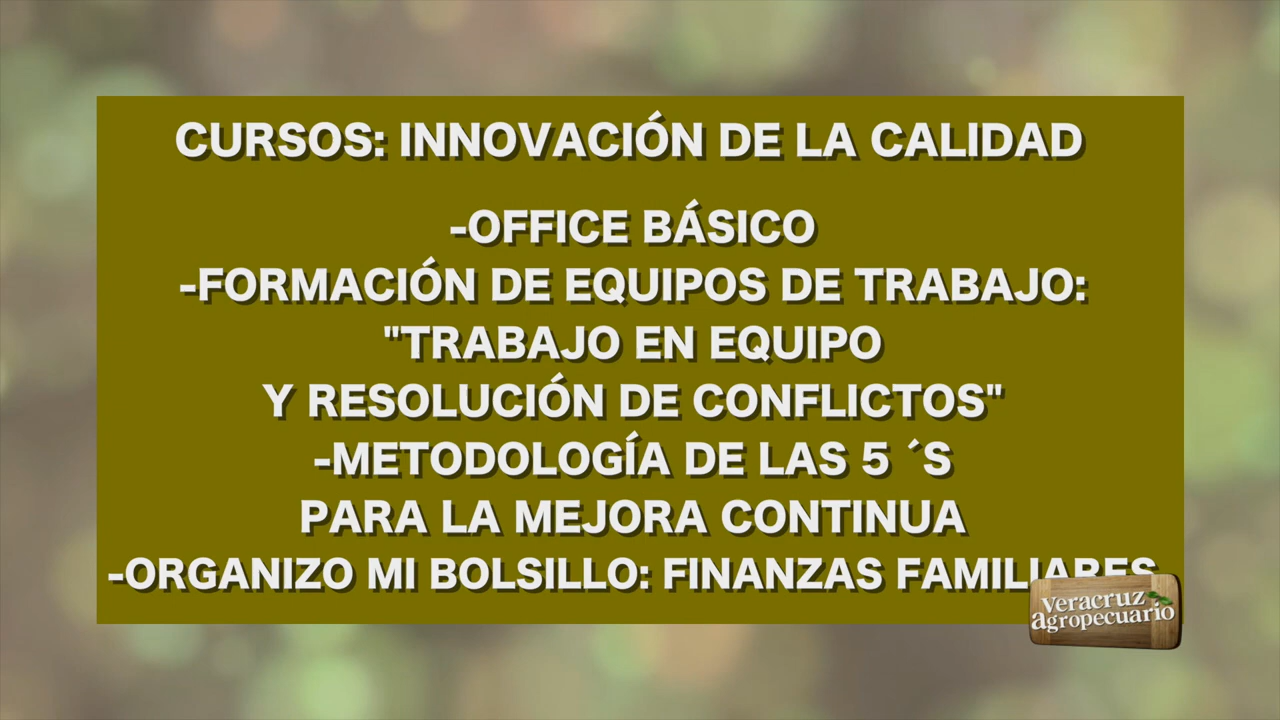 CURSOS: INNOVACIÓN DE LA CALIDAD
-OFFICE BÁSICO
-FORMACIÓN DE EQUIPOS DE TRABAJO:
"TRABAJO EN EQUIPO
Y RESOLUCIÓN DE CONFLICTOS"
-METODOLOGÍA DE LAS 5 ´S
PARA LA MEJORA CONTINUA
-ORGANIZO MI BOLSILLO: FINANZAS FAMILIARES
veracruz
agropecuario